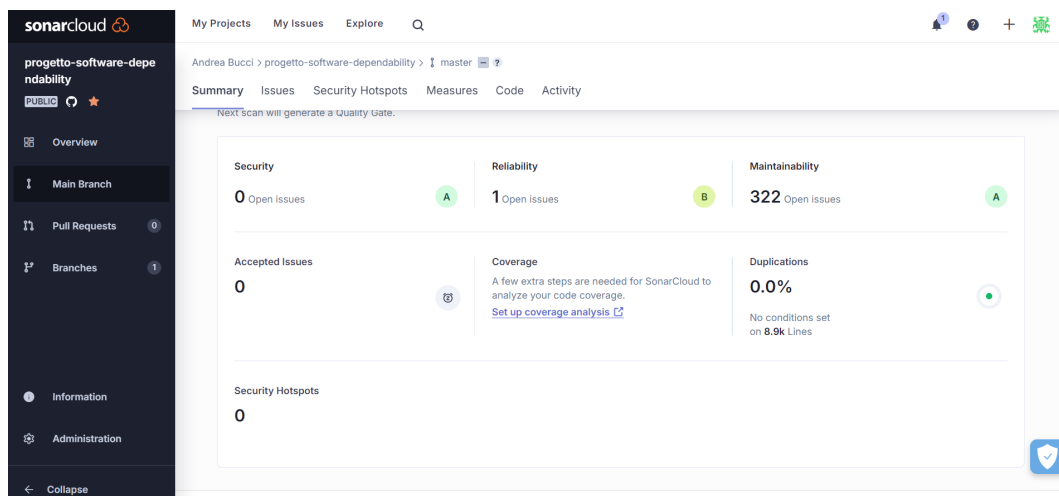 sonarcloud
My Projects My Issues Explore
1
progetto-software-depe
ndability
PUBLIC
Andrea Bucci > progetto-software-dependability > master
Summary Issues Security Hotspots Measures Code Activity
Next scan will generate a Quality Gate.
Overview
Main Branch
Pull Requests 0
Branches 1
Information
Administration
Collapse
Security
0 Open issues
A
Reliability
1 Open issues
B
Maintainability
322 Open issues
A
Accepted Issues
0
Coverage
A few extra steps are needed for SonarCloud to
analyze your code coverage.
Set up coverage analysis
Duplications
0.0%
No conditions set
on 8.9k Lines
Security Hotspots
0